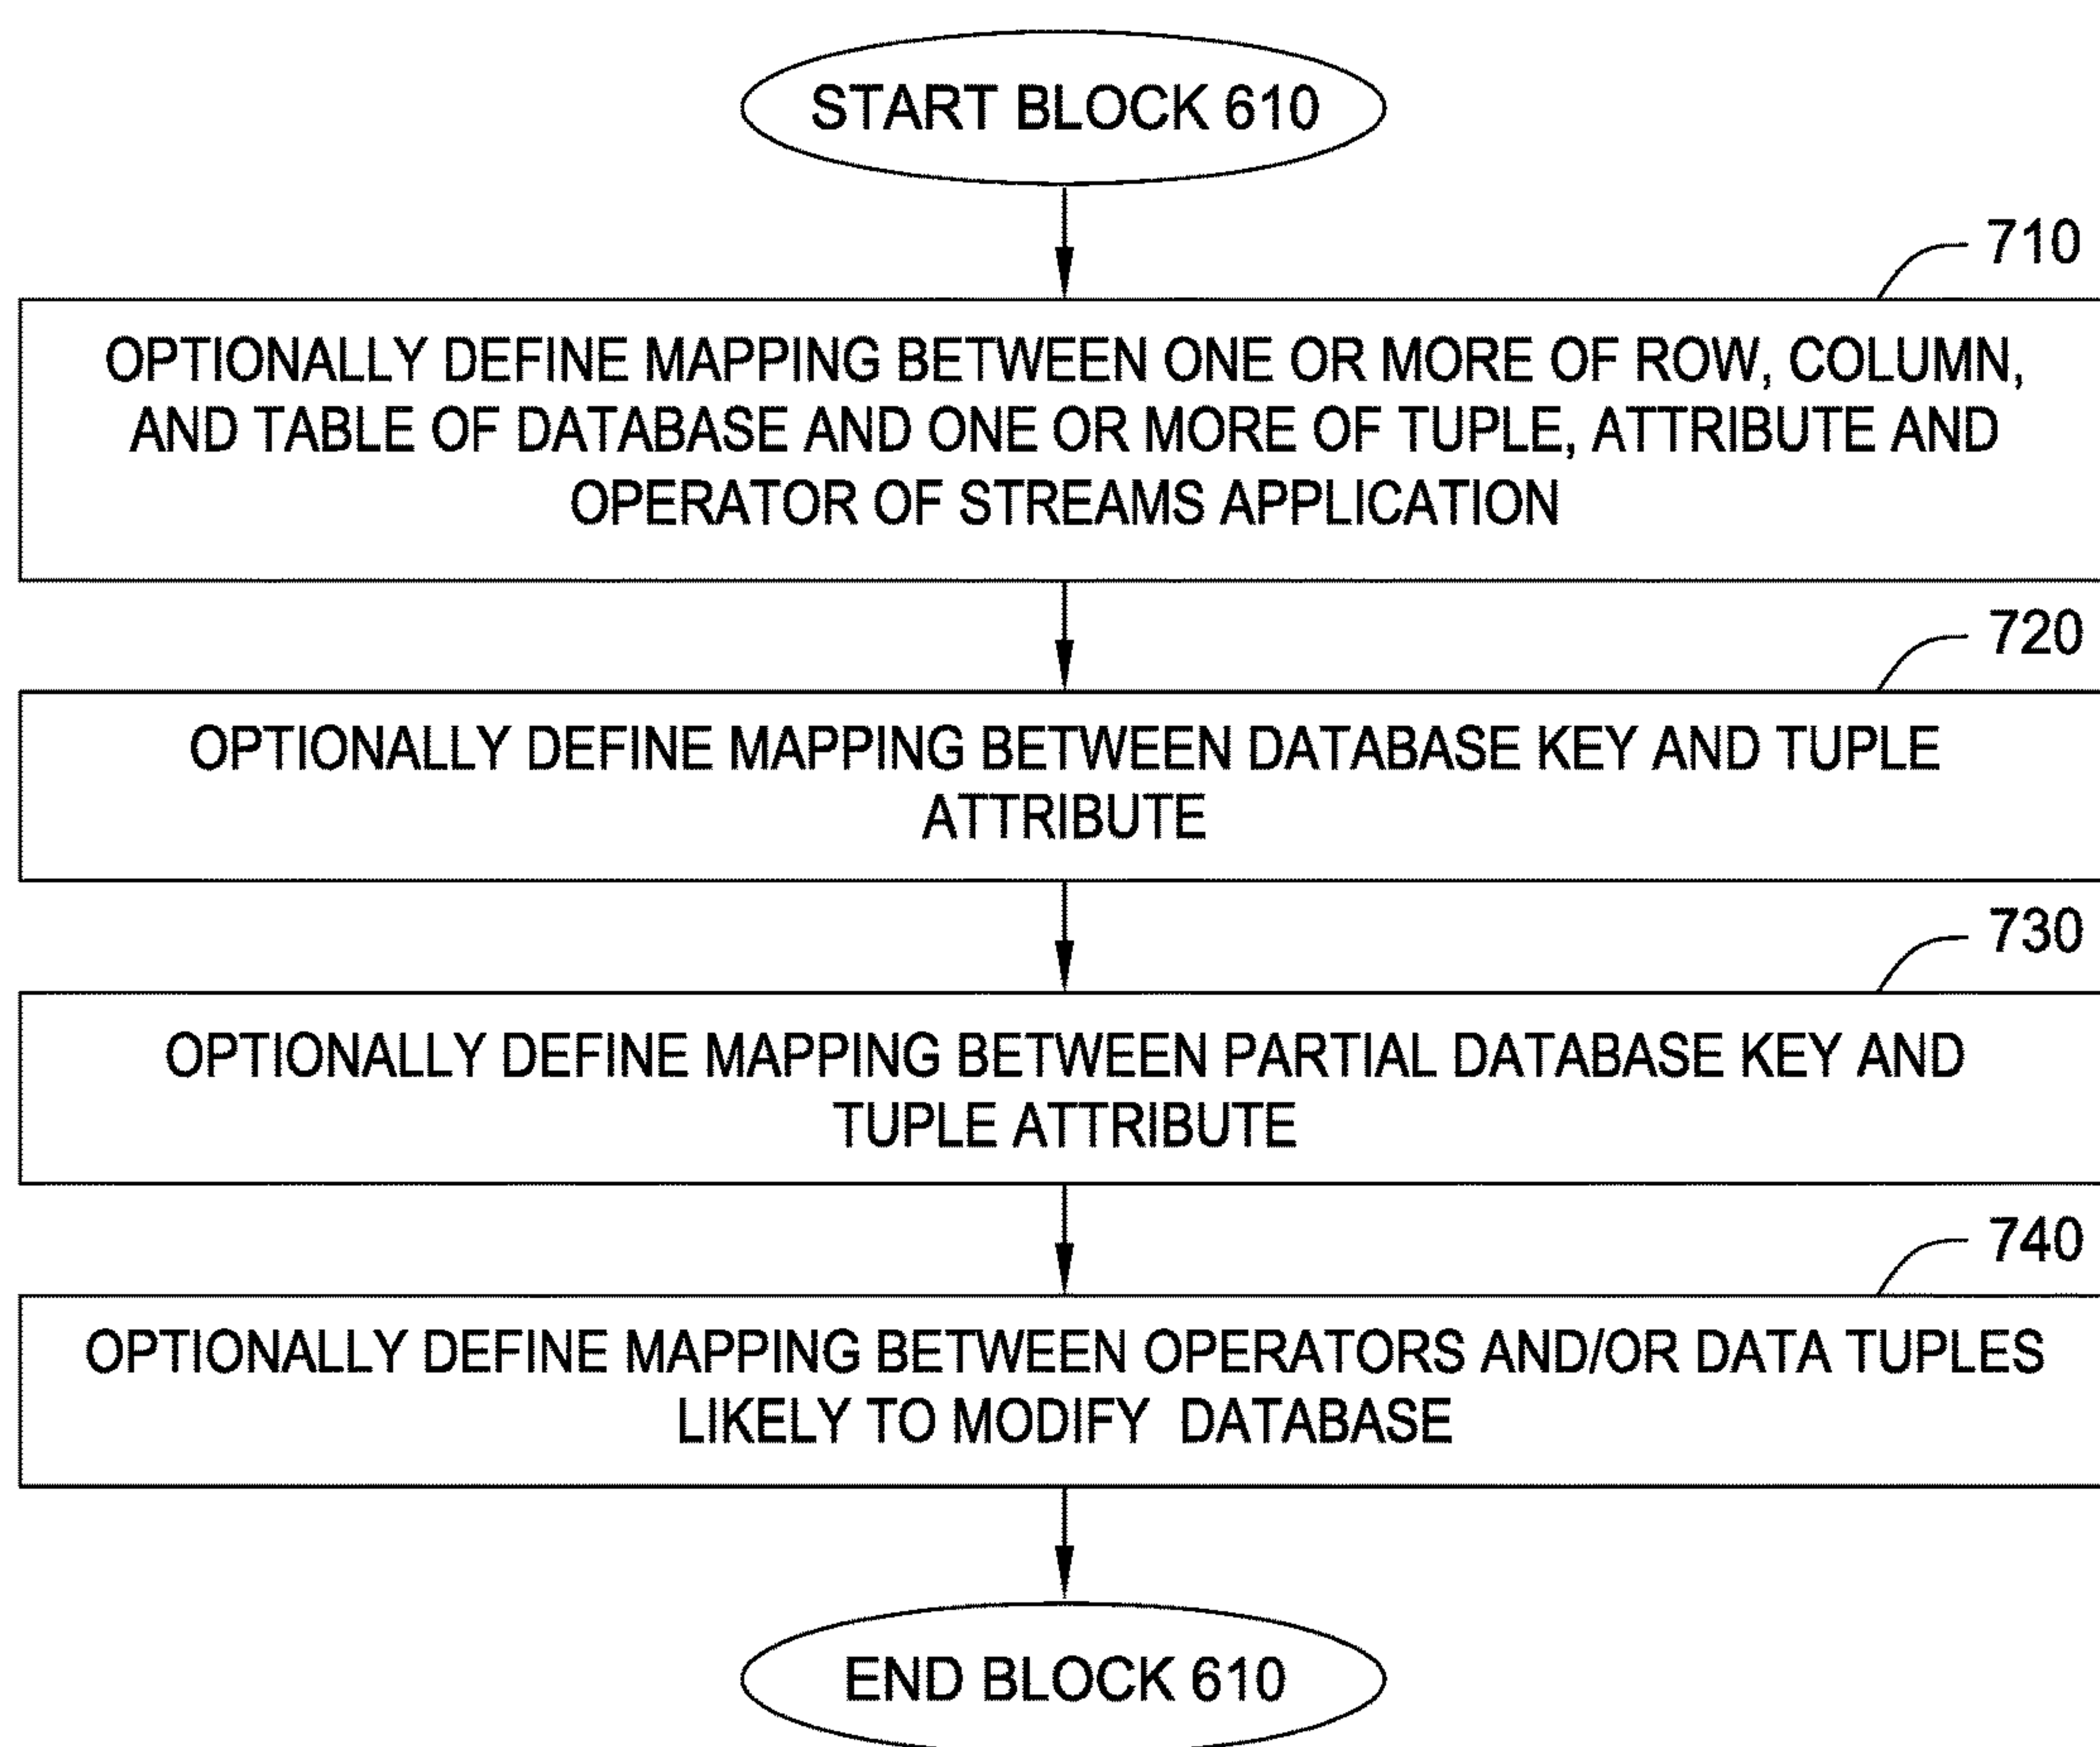 START BLOCK 610
710
OPTIONALLY DEFINE MAPPING BETWEEN ONE OR MORE OF ROW, COLUMN,
AND TABLE OF DATABASE AND ONE OR MORE OF TUPLE, ATTRIBUTE AND
OPERATOR OF STREAMS APPLICATION
720
OPTIONALLY DEFINE MAPPING BETWEEN DATABASE KEY AND TUPLE
ATTRIBUTE
730
OPTIONALLY DEFINE MAPPING BETWEEN PARTIAL DATABASE KEY AND
TUPLE ATTRIBUTE
740
OPTIONALLY DEFINE MAPPING BETWEEN OPERATORS AND/OR DATA TUPLES
LIKELY TO MODIFY DATABASE
END BLOCK 610